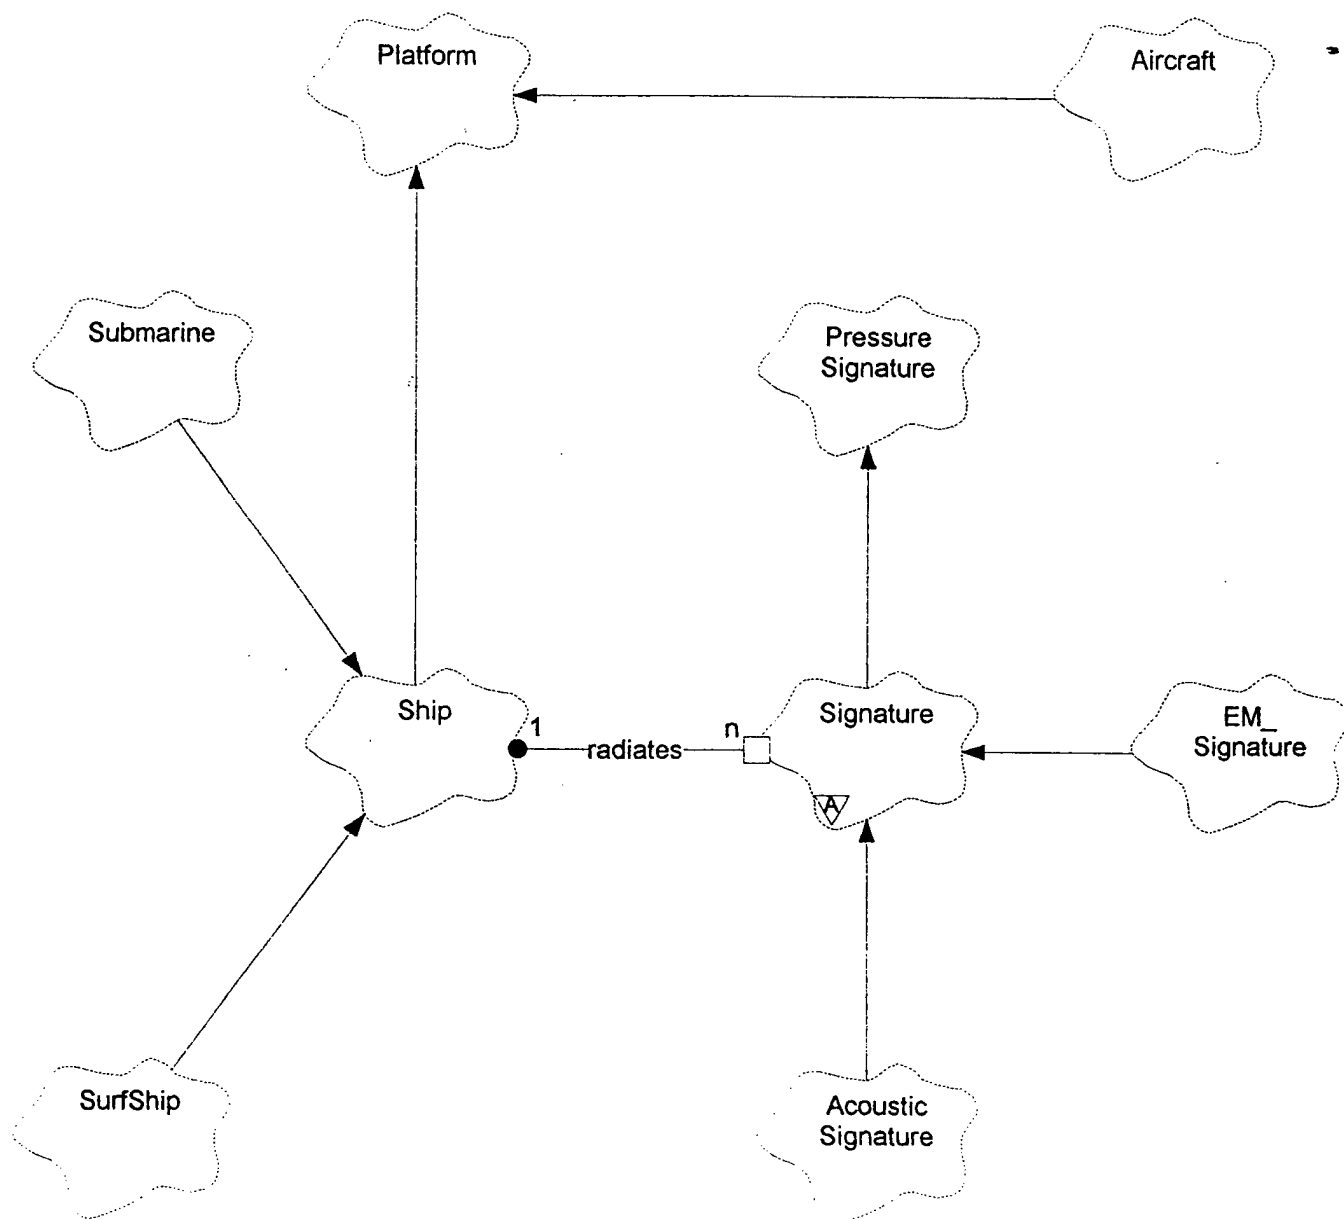 Platform
Aircraft
Submarine
Pressure
Signature
Ship
1
radiates
n
Signature
A
EM_
Signature
SurfShip
Acoustic
Signature